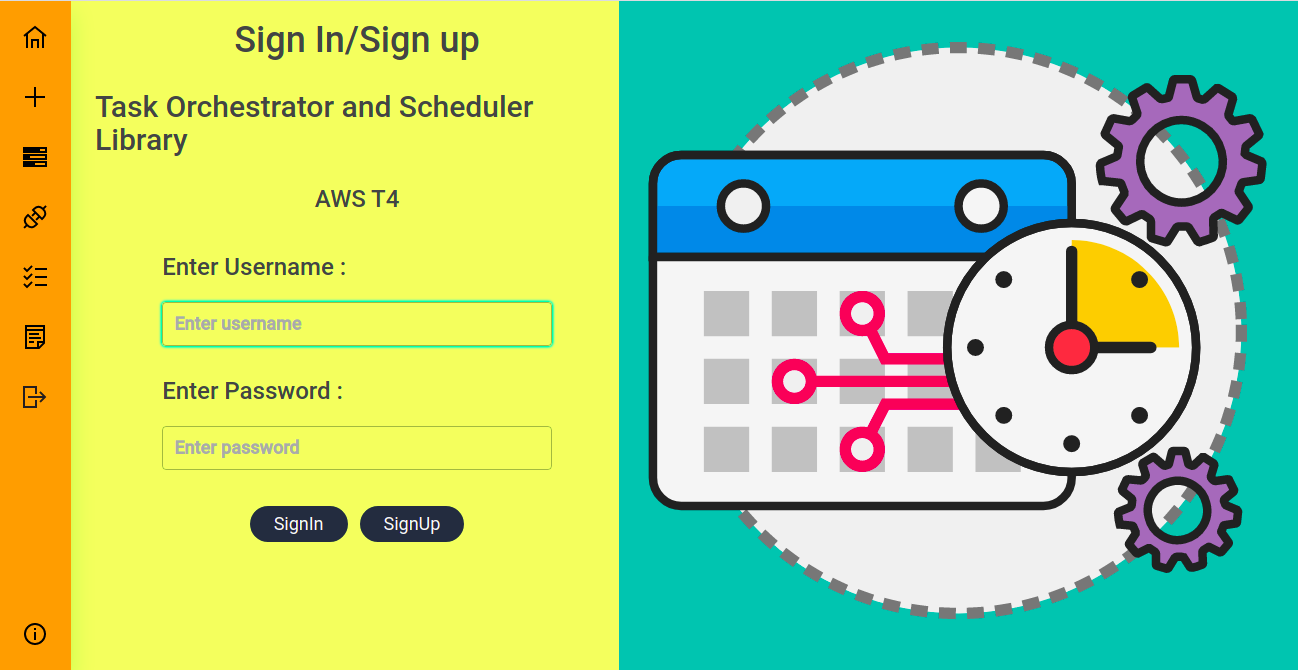 Sign In/Sign up
Task Orchestrator and Scheduler
Library
AWS T4
Enter Username :
Enter username
Enter Password :
Enter password
SignIn SignUp